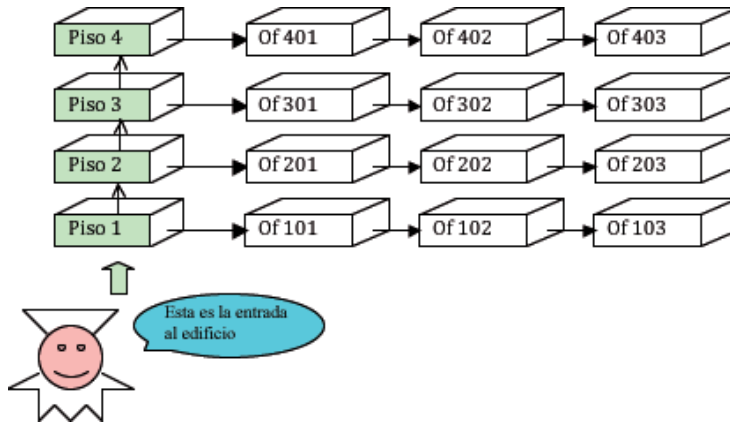 Piso 4 Of 401 Of 402 Of 403
Piso 3 Of 301 Of 302 Of 303
Piso 2 Of 201 Of 202 Of 203
Piso 1 Of 101 Of 102 Of 103
Esta es la entrada
al edificio